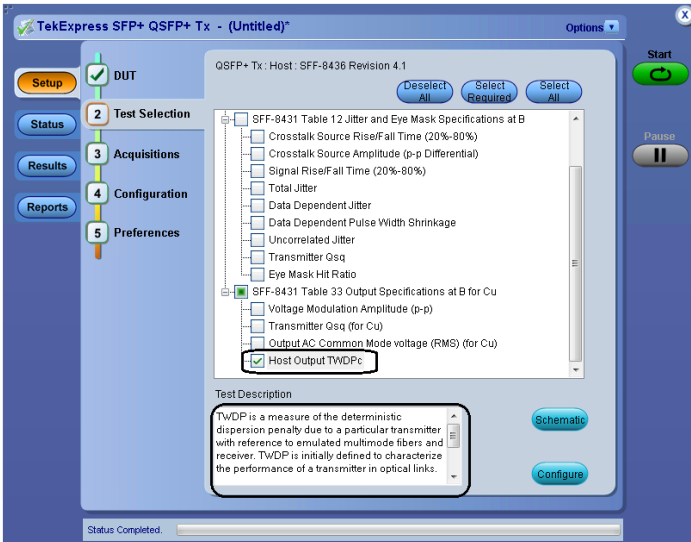 TekExpress SFP+ QSFP+ Tx - (Untitled)*
Options
x
Start
Pause
Setup
Status
Results
Reports
DUT
2 Test Selection
3 Acquisitions
4 Configuration
5 Preferences
QSFP+ Tx : Host : SFF-8436 Revision 4.1
Deselect All
Select Required
Select All
SFF-8431 Table 12 Jitter and Eye Mask Specifications at B
Crosstalk Source Rise/Fall Time (20%-80%)
Crosstalk Source Amplitude (p-p Differential)
Signal Rise/Fall Time (20%-80%)
Total Jitter
Data Dependent Jitter
Data Dependent Pulse Width Shrinkage
Uncorrelated Jitter
Transmitter Qsq
Eye Mask Hit Ratio
SFF-8431 Table 33 Output Specifications at B for Cu
Voltage Modulation Amplitude (p-p)
Transmitter Qsq (for Cu)
Output AC Common Mode voltage (RMS) (for Cu)
Host Output TWDPc
Test Description
TWDP is a measure of the deterministic
dispersion penalty due to a particular transmitter
with reference to emulated multimode fibers and
receiver. TWDP is initially defined to characterize
the performance of a transmitter in optical links.
Schematic
Configure
Status Completed.